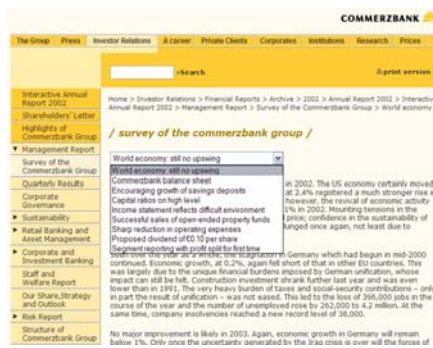 COMMERZBANK
The Group Press Investor Relations A career Private Clients Corporates Institutions Research Prices
›Search
print version
Interactive Annual
Report 2002
Shareholders' Letter
Highlights of
Commerzbank Group
Management Report
Survey of the
Commerzbank Group
Quarterly Results
Corporate
Governance
Sustainability
Retail Banking and
Asset Management
Corporate and
Investment Banking
Staff and
Welfare Report
Our Share,Strategy
and Outlook
Risk Report
Structure of
Commerzbank Group
Home > Investor Relations > Financial Reports > Archive > 2002 > Annual Report 2002 > Interactive
Annual Report 2002 > Management Report > Survey of the Commerzbank Group > World economy
/ survey of the commerzbank group /
World economy: still no upswing
World economy: still no upswing
Commerzbank balance sheet
Encouraging growth of savings deposits
Capital ratios on high level
Income statement reflects difficult environment
Successful sales of open-ended property funds
Sharp reduction in operating expenses
Proposed dividend of €0.10 per share
Segment reporting with profit split for first time
in 2002. The US economy certainly moved
at 2.4% registered a much stronger rise
however, the revival of economic activity
1% in 2002. Mounting tensions in the
price; confidence in the sustainability of
unged once again, not least due to
Seen over the year as a whole, the stagnation in Germany which had begun in mid-2000
continued. Economic growth, at 0.2%, again fell short of that in other EU countries. This
was largely due to the unique financial burdens imposed by German unification, whose
impact can still be felt. Construction investment shrank further last year and was even
lower than in 1991. The very heavy burden of taxes and social-security contributions – only
in part the result of unification – was not eased. This led to the loss of 396,000 jobs in the
course of the year and the number of unemployed rose by 262,000 to 4.2 million. At the
same time, company insolvencies reached a new record level of 38,000.
No major improvement is likely in 2003. Again, economic growth in Germany will remain
below 1%. Only once the uncertainty generated by the Iraq crisis is over will the forces of